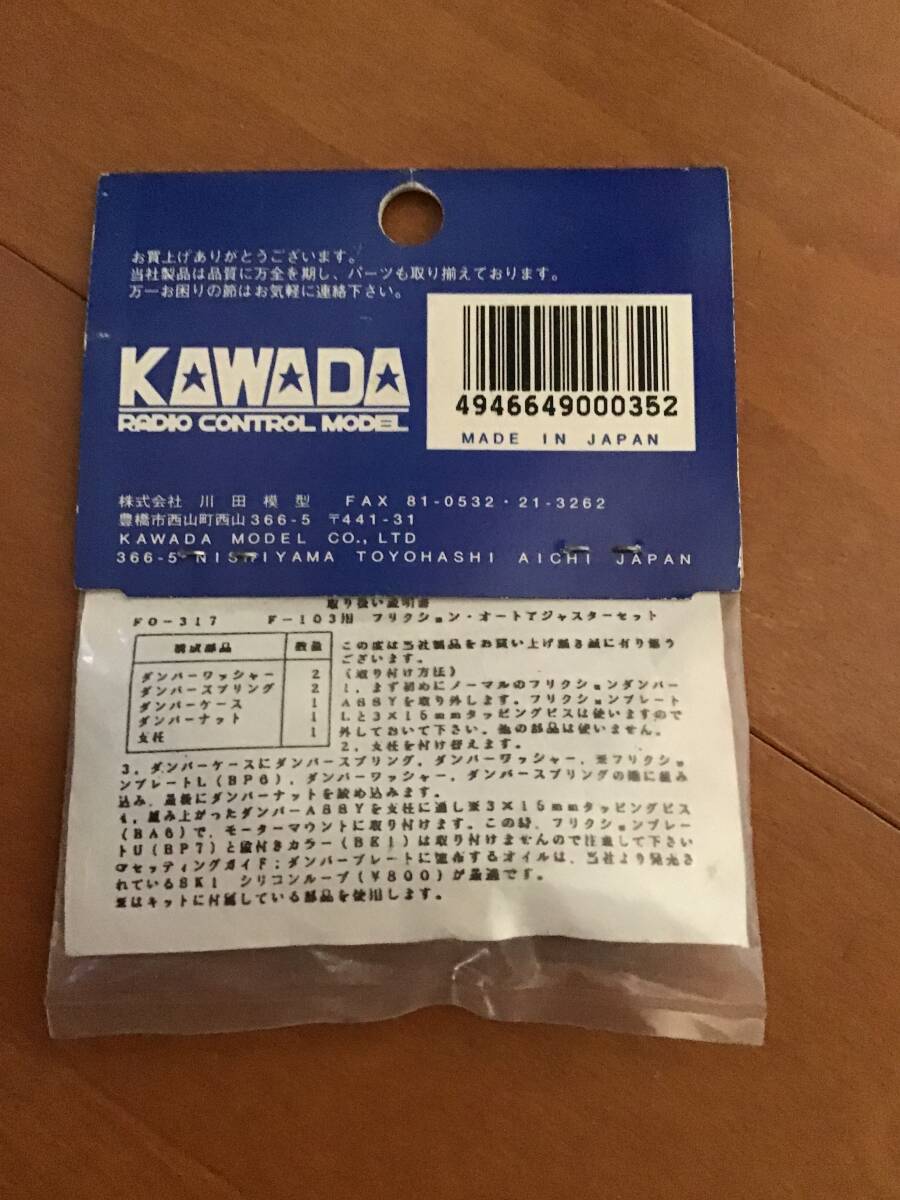 お買上げありがとうございます。
当社製品は品質に万全を期し、パーツも取り揃えております。
万一お困りの節はお気軽に連絡下さい。
KAWADA
RADIO CONTROL MODEL
4946649000352
MADE IN JAPAN
株式会社 川田模型 FAX 81-0532・21-3262
豊橋市西山町西山366-5 〒441-31
KAWADA MODEL CO., LTD
366-5 NISHIYAMA TOYOHASHI AICHI JAPAN
取り扱い説明書
FO-317 F-103用 フリクション・オートアジャスターセット
構成部品 数量
ダンパーワッシャー 2
ダンパースプリング 2
ダンパーケース 1
ダンパーナット 1
支柱 1
この度は当社製品をお買い上げ頂き誠に有り難う
ございます。
(取り付け方法)
1. まず初めにノーマルのフリクションダンパー
ASSYを取り外します。フリクションプレート
Lと3×15mmタッピングビスは使いますので
外しておいて下さい。他の部品は使いません。
2. 支柱を付け替えます。
3. ダンパーケースにダンパースプリング、ダンパーワッシャー、※フリクショ
ンプレートL(BP6)、ダンパーワッシャー、ダンパースプリングの順に組み
込み、最後にダンパーナットを絞め込みます。
4. 組み上がったダンパーASSYを支柱に通し※3×15mmタッピングビス
(BA6)で、モーターマウントに取り付けます。この時、フリクションプレー
トU(BP7)と段付きカラー(BK1)は取り付けませんので注意して下さい
セッティングガイド;ダンパープレートに塗布するオイルは、当社より発売さ
れているSK1 シリコンルーブ(¥800)が最適です。
※はキットに付属している部品を使用します。